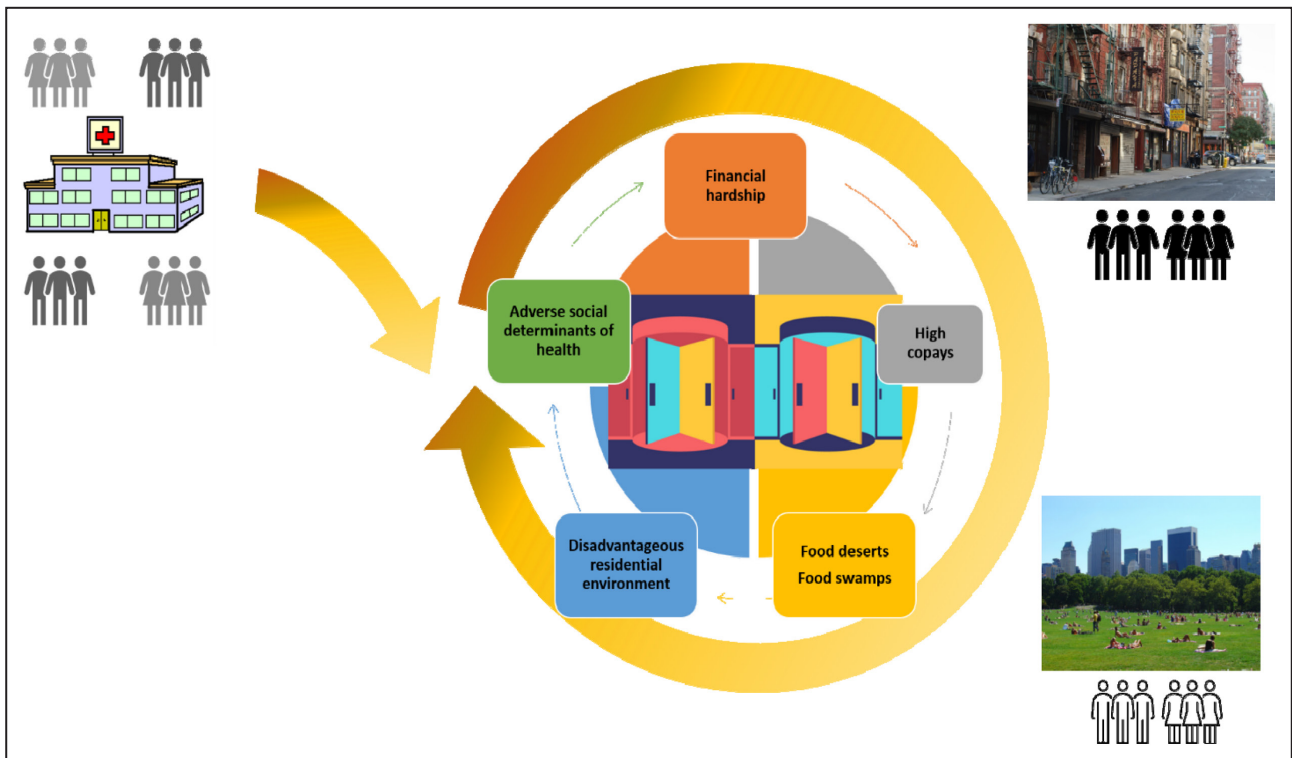 Financial
hardship
Adverse social
determinants of
health
High
copays
Disadvantageous
residential
environment
Food deserts
Food swamps